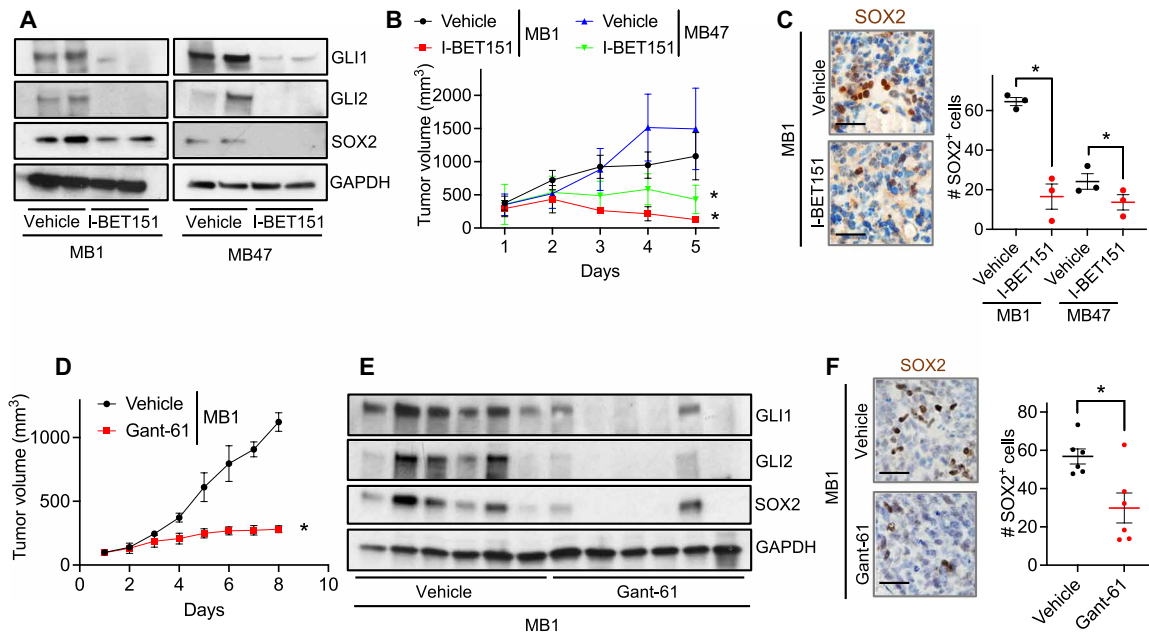 A
GLI1
GLI2
SOX2
GAPDH
Vehicle I-BET151 Vehicle I-BET151
MB1 MB47
B
Vehicle Vehicle
I-BET151 MB1 I-BET151 MB47
Tumor volume (mm³)
2000
1500
1000
500
0
1 2 3 4 5
Days
*
*
C
SOX2
MB1
Vehicle
I-BET151
# SOX2⁺ cells
60
40
20
0
*
*
Vehicle I-BET151 Vehicle I-BET151
MB1 MB47
D
Vehicle
Gant-61
MB1
Tumor volume (mm³)
1000
500
0
0 2 4 6 8 10
Days
*
E
GLI1
GLI2
SOX2
GAPDH
Vehicle Gant-61
MB1
F
SOX2
MB1
Vehicle
Gant-61
# SOX2⁺ cells
80
60
40
20
0
*
Vehicle Gant-61